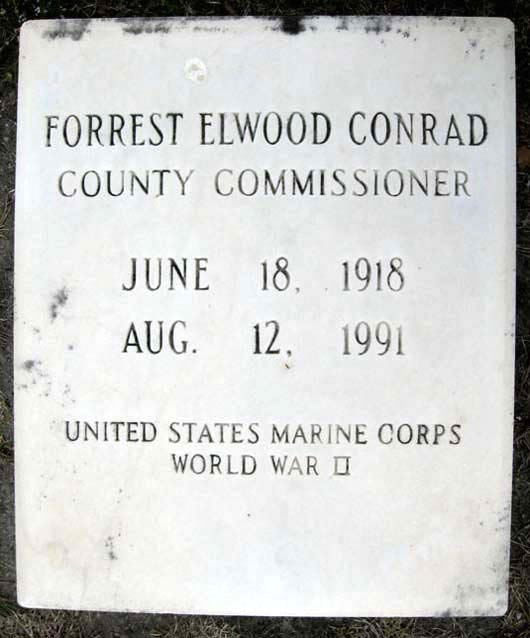 FORREST ELWOOD CONRAD
COUNTY COMMISSIONER
JUNE 18, 1918
AUG. 12, 1991
UNITED STATES MARINE CORPS
WORLD WAR II